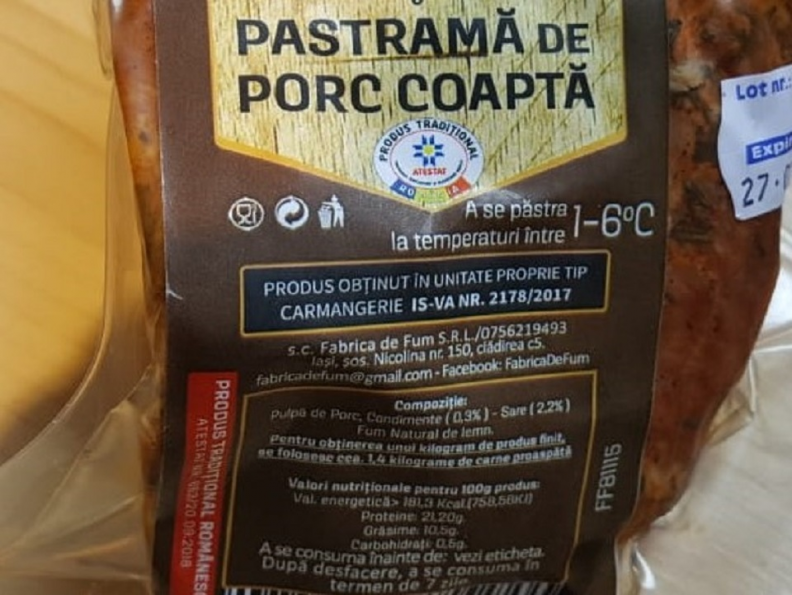 PASTRAMĂ DE
PORC COAPTĂ
PRODUS TRADIȚIONAL
ATESTAT
A se păstra
la temperaturi între 1-6ºC
Lot nr.:
Expi
27.
PRODUS OBȚINUT ÎN UNITATE PROPRIE TIP
CARMANGERIE IS-VA NR. 2178/2017
s.c. Fabrica de Fum S.R.L./0756219493
Iași, șos. Nicolina nr. 150, clădirea c5.
fabricadefum@gmail.com - Facebook: FabricaDeFum
Compoziție:
Pulpă de Porc, Condimente ( 0,3% ) - Sare ( 2,2% )
Fum Natural de lemn.
Pentru obținerea unui kilogram de produs finit,
se folosesc cca. 1,4 kilograme de carne proaspătă
Valori nutriționale pentru 100g produs:
Val. energetică> 181,3 Kcal.(758,58KJ)
Proteine: 21,20g.
Grăsime: 10,5g.
Carbohidrați: 0,5g.
A se consuma înainte de: vezi eticheta.
După desfacere, a se consuma în
termen de 7 zile
PRODUS TRADIȚIONAL ROMÂNESC
FF81115